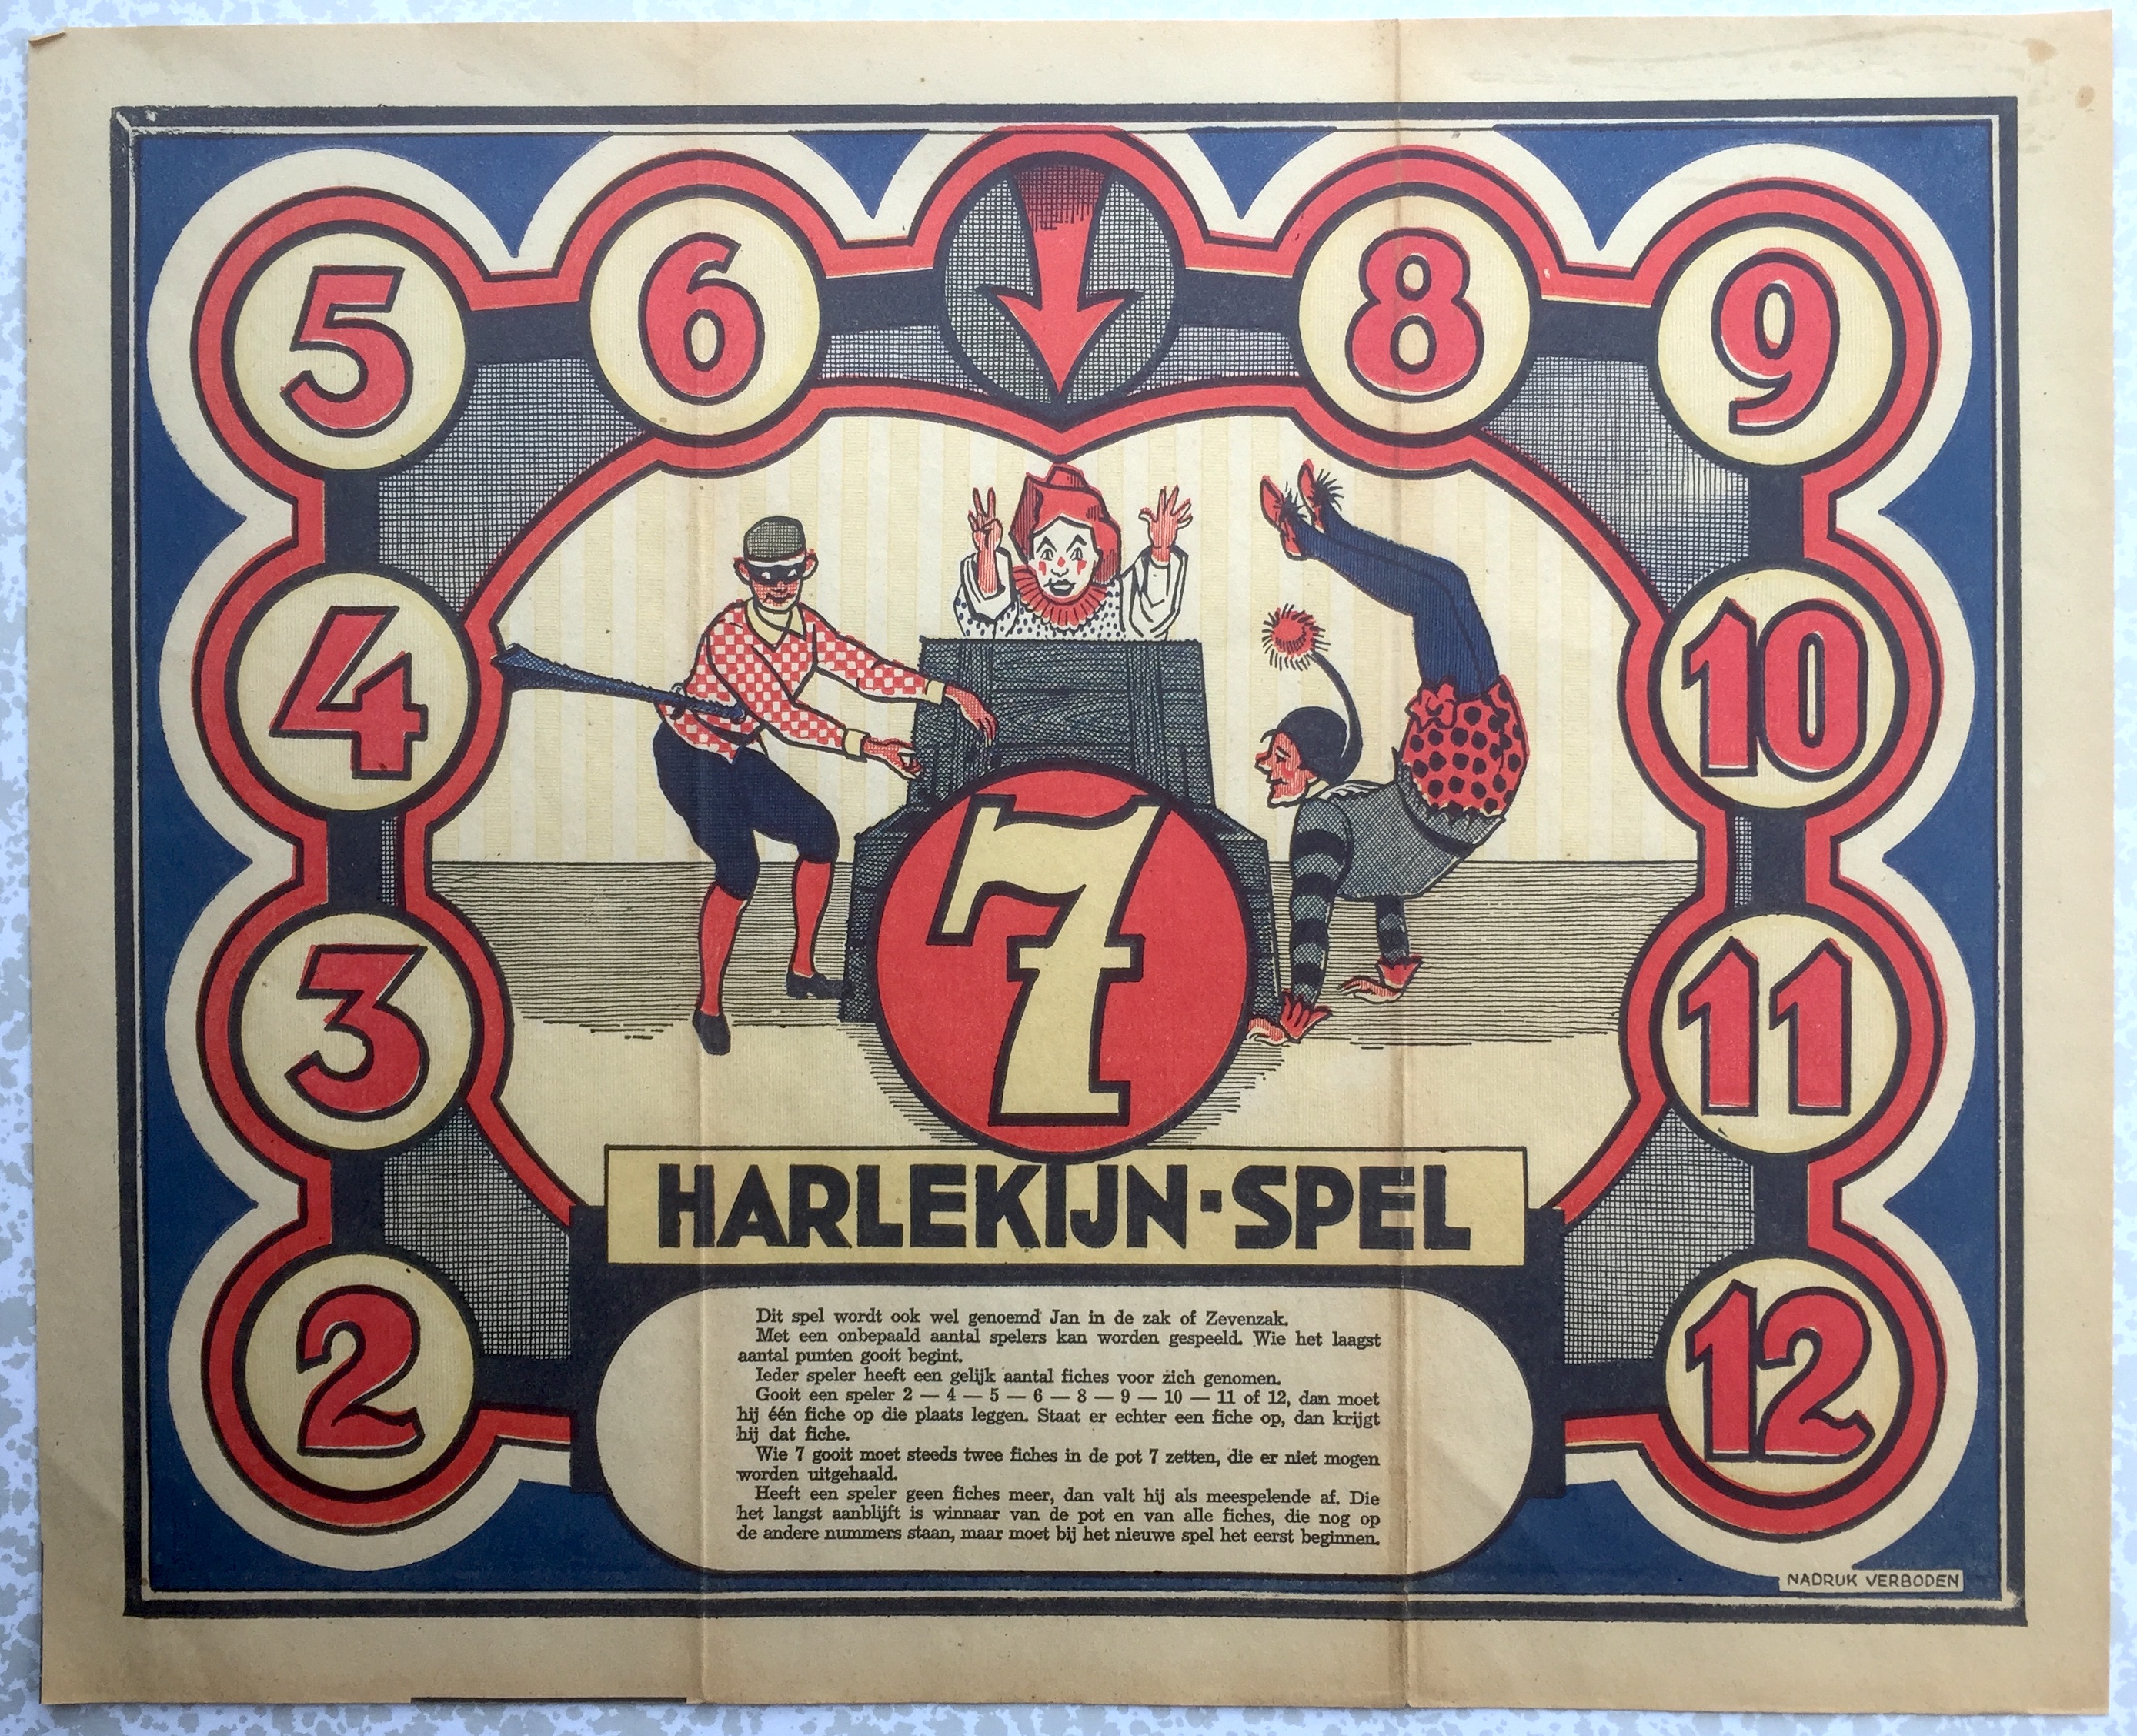 5
6
8
9
4
10
7
3
11
2
12
HARLEKIJN-SPEL
Dit spel wordt ook wel genoemd Jan in de zak of Zevenzak.
Met een onbepaald aantal spelers kan worden gespeeld. Wie het laagst
aantal punten gooit begint.
Ieder speler heeft een gelijk aantal fiches voor zich genomen.
Gooit een speler 2 — 4 — 5 — 6 — 8 — 9 — 10 — 11 of 12, dan moet
hij één fiche op die plaats leggen. Staat er echter een fiche op, dan krijgt
hij dat fiche.
Wie 7 gooit moet steeds twee fiches in de pot 7 zetten, die er niet mogen
worden uitgehaald.
Heeft een speler geen fiches meer, dan valt hij als meespelende af. Die
het langst aanblijft is winnaar van de pot en van alle fiches, die nog op
de andere nummers staan, maar moet bij het nieuwe spel het eerst beginnen.
NADRUK VERBODEN